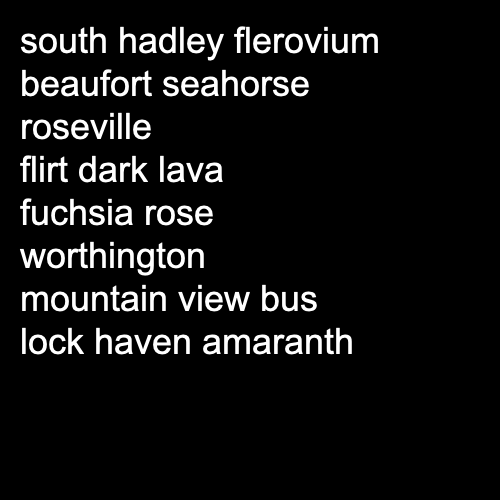 south hadley flerovium
beaufort seahorse
roseville
flirt dark lava
fuchsia rose
worthington
mountain view bus
lock haven amaranth